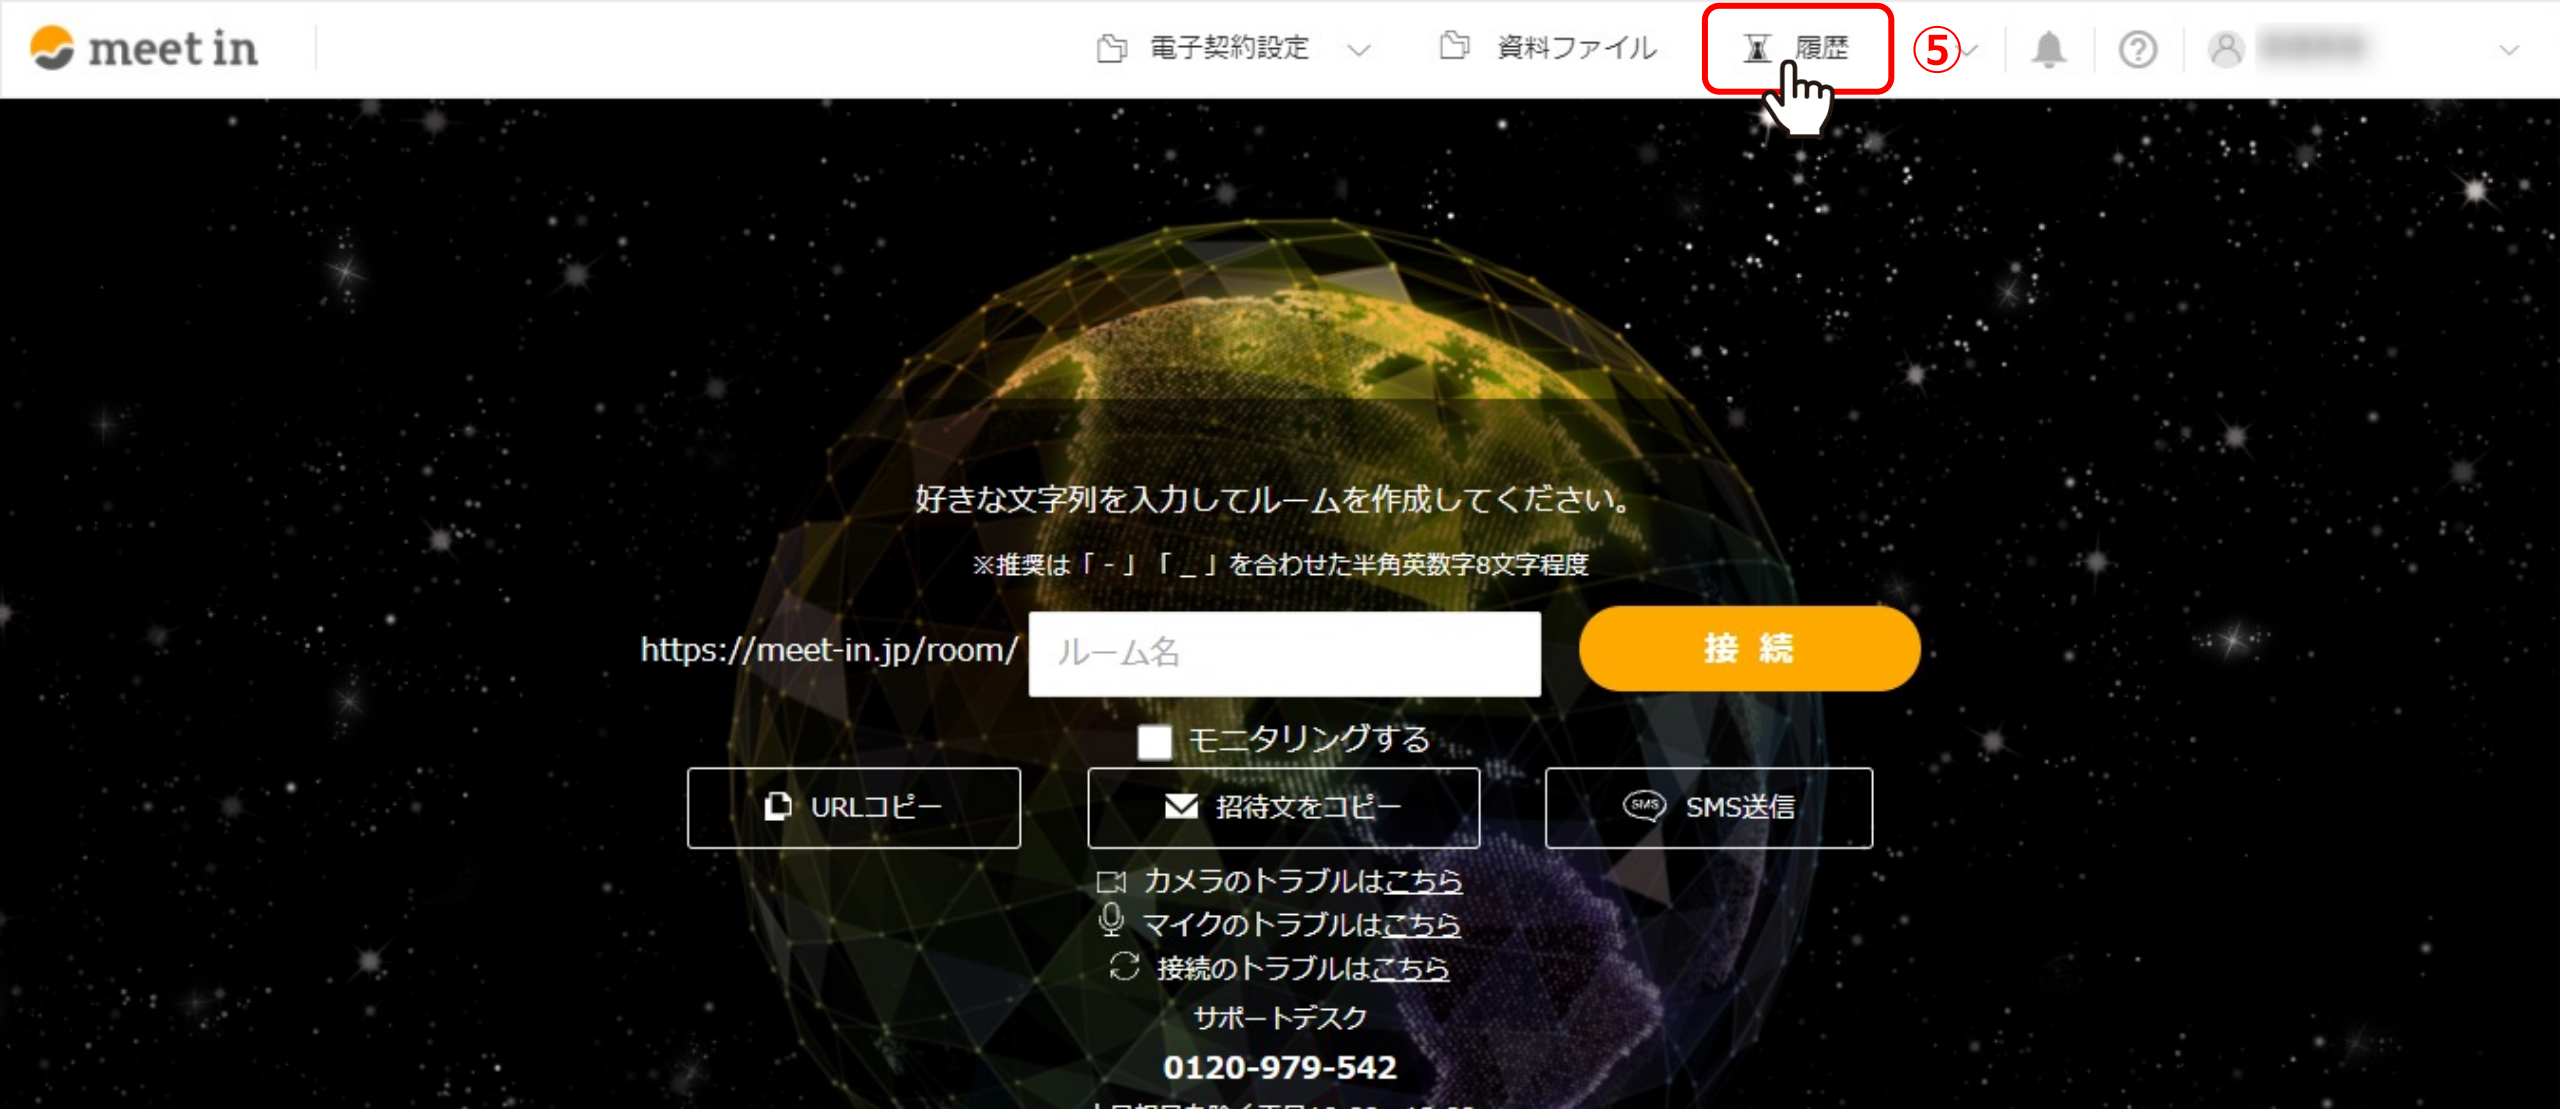 meet in
電子契約設定
資料ファイル
履歴
⑤
好きな文字列を入力してルームを作成してください。
※推奨は「 - 」「 _ 」を合わせた半角英数字8文字程度
https://meet-in.jp/room/
ルーム名
接 続
モニタリングする
URLコピー
招待文をコピー
SMS
SMS送信
カメラのトラブルはこちら
マイクのトラブルはこちら
接続のトラブルはこちら
サポートデスク
0120-979-542